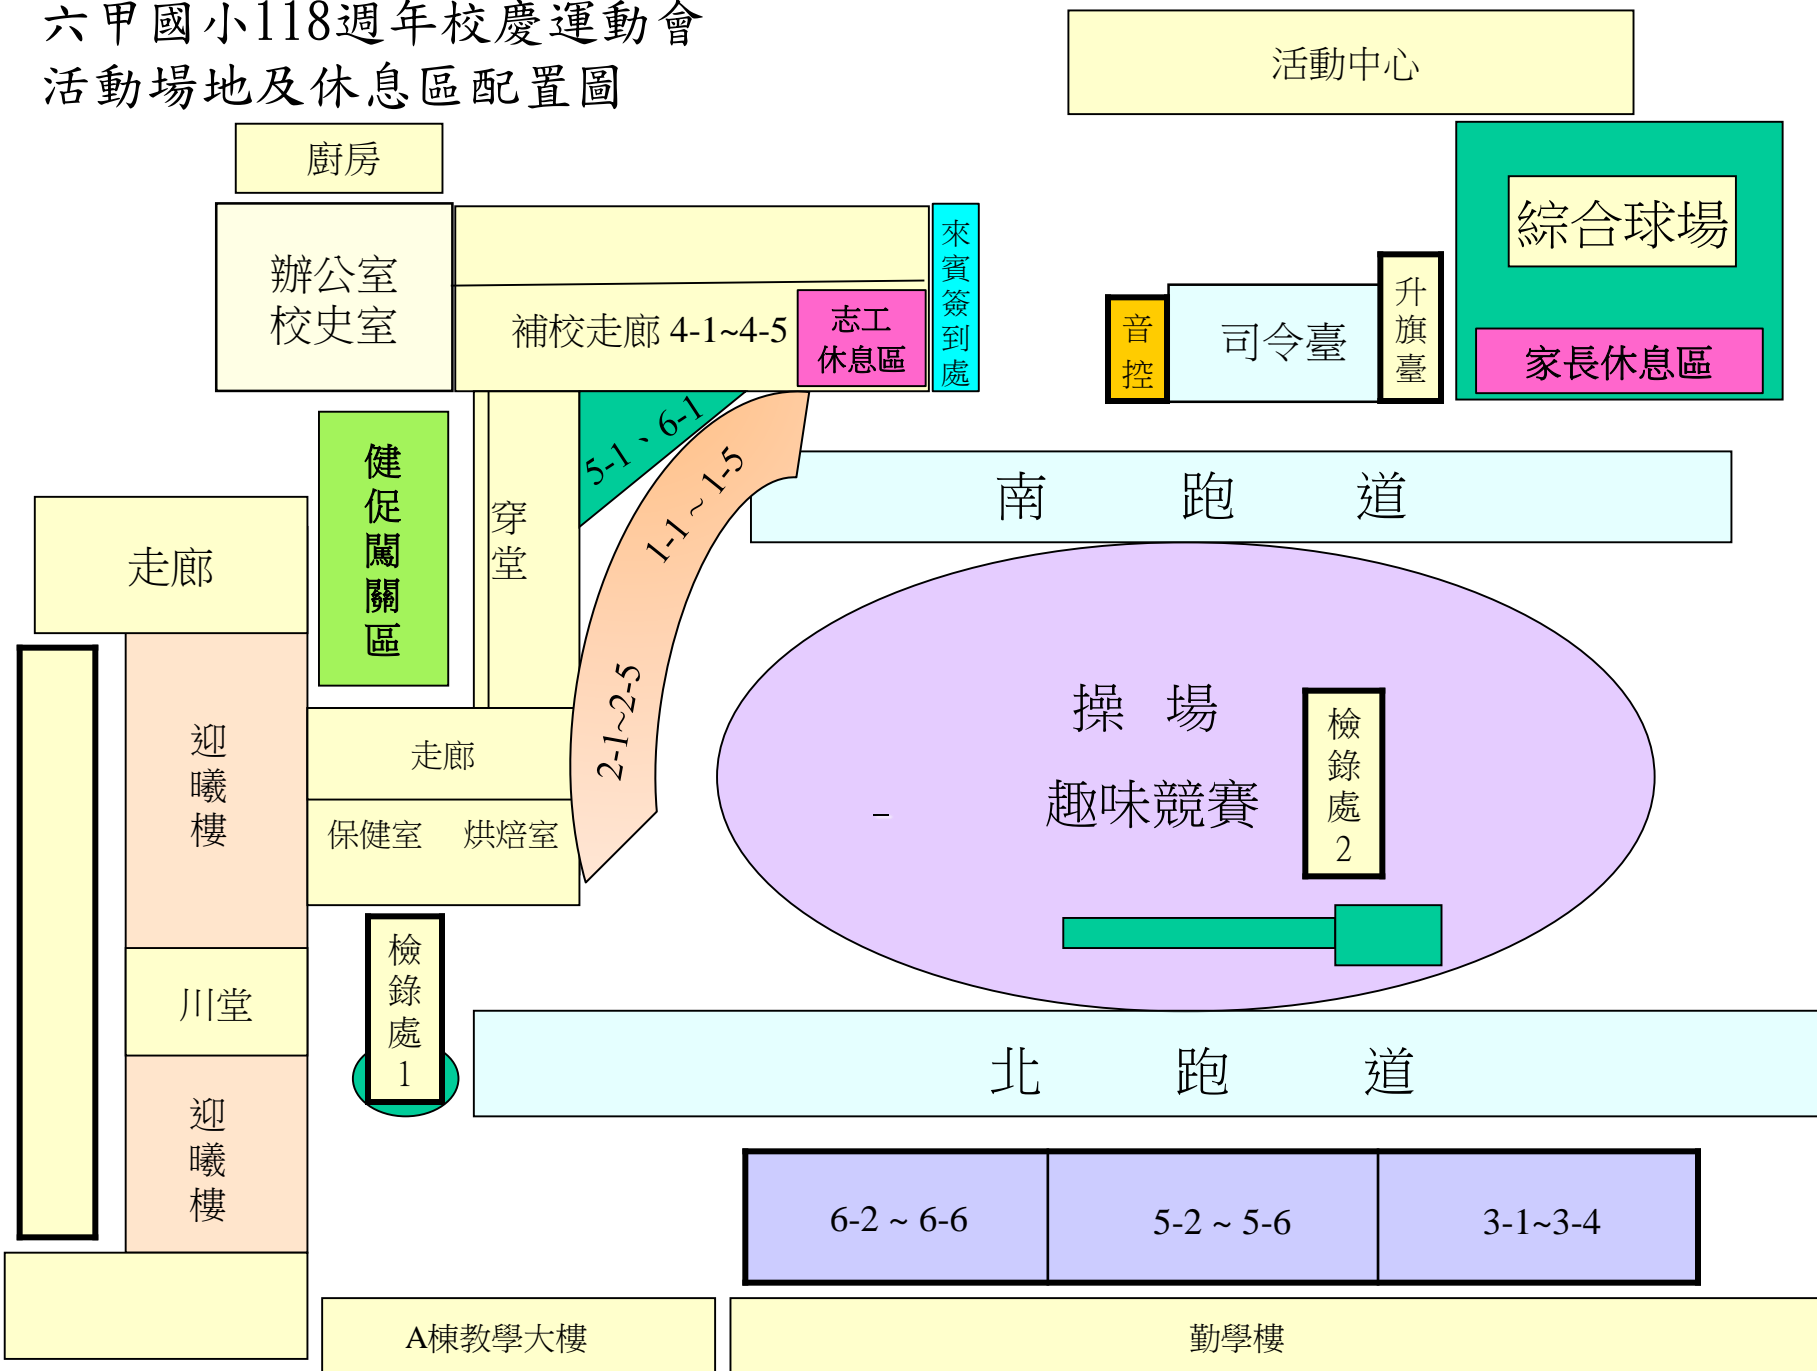 六甲國小118週年校慶運動會
活動場地及休息區配置圖
活動中心
廚房
綜合球場
辦公室
校史室
補校走廊 4-1~4-5
志工
休息區
來賓簽到處
音控
司令臺
升旗臺
家長休息區
5-1、6-1
1-1 ~ 1-5
健促闖關區
穿堂
南跑道
走廊
2-1~2-5
操場
趣味競賽
檢錄處2
迎曦樓
走廊
保健室 烘焙室
檢錄處1
川堂
北跑道
迎曦樓
6-2 ~ 6-6
5-2 ~ 5-6
3-1~3-4
A棟教學大樓
勤學樓